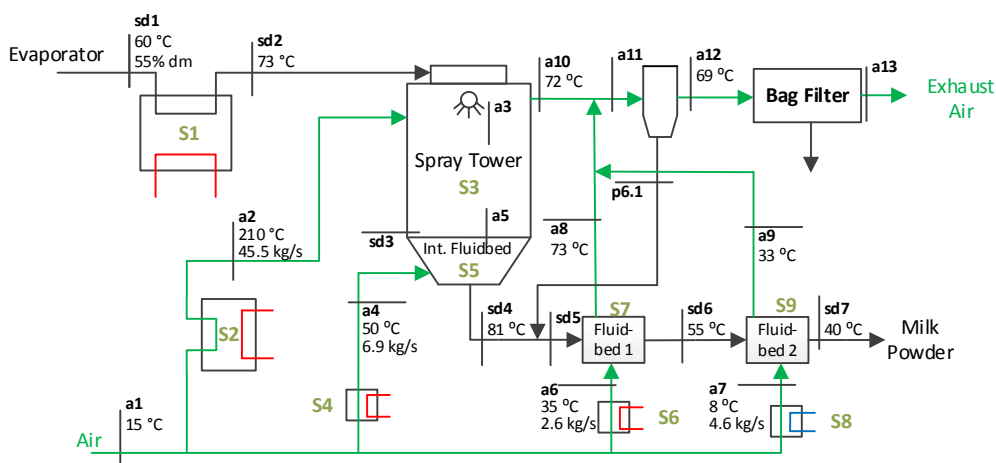 sd1
60 °C
55% dm
Evaporator
sd2
73 °C
S1
a3
Spray Tower
S3
a5
sd3
Int. Fluidbed
S5
a10
72 °C
a11
a12
69 °C
Bag Filter
a13
Exhaust
Air
p6.1
a2
210 °C
45.5 kg/s
S2
a8
73 °C
a9
33 °C
a4
50 °C
6.9 kg/s
S4
sd4
81 °C
sd5
S7
Fluid-
bed 1
sd6
55 °C
S9
Fluid-
bed 2
sd7
40 °C
Milk
Powder
a1
15 °C
Air
a6
35 °C
2.6 kg/s
S6
a7
8 °C
4.6 kg/s
S8